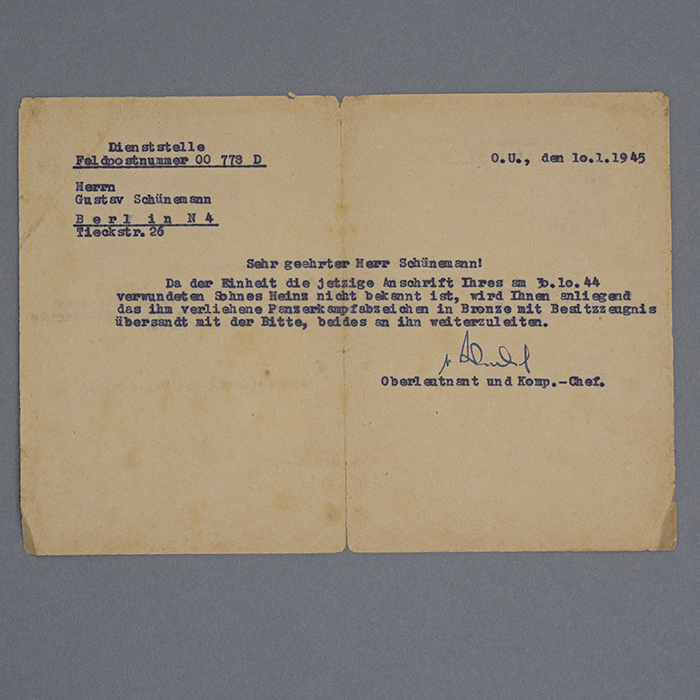 Dienststelle
Feldpostnummer 00 773 D
O.U., den 10.1.1945
Herrn
Gustav Schünemann
Berlin N 4
Tieckstr. 26
Sehr geehrter Herr Schünemann!
Da der Einheit die jetzige Anschrift Ihres am 30.10.44
verwundeten Sohnes Heinz nicht bekannt ist, wird Ihnen anliegend
das ihm verliehene Panzerkampfabzeichen in Bronze mit Besitzzeugnis
übersandt mit der Bitte, beides an ihn weiterzuleiten.
Oberleutnant und Komp.-Chef.